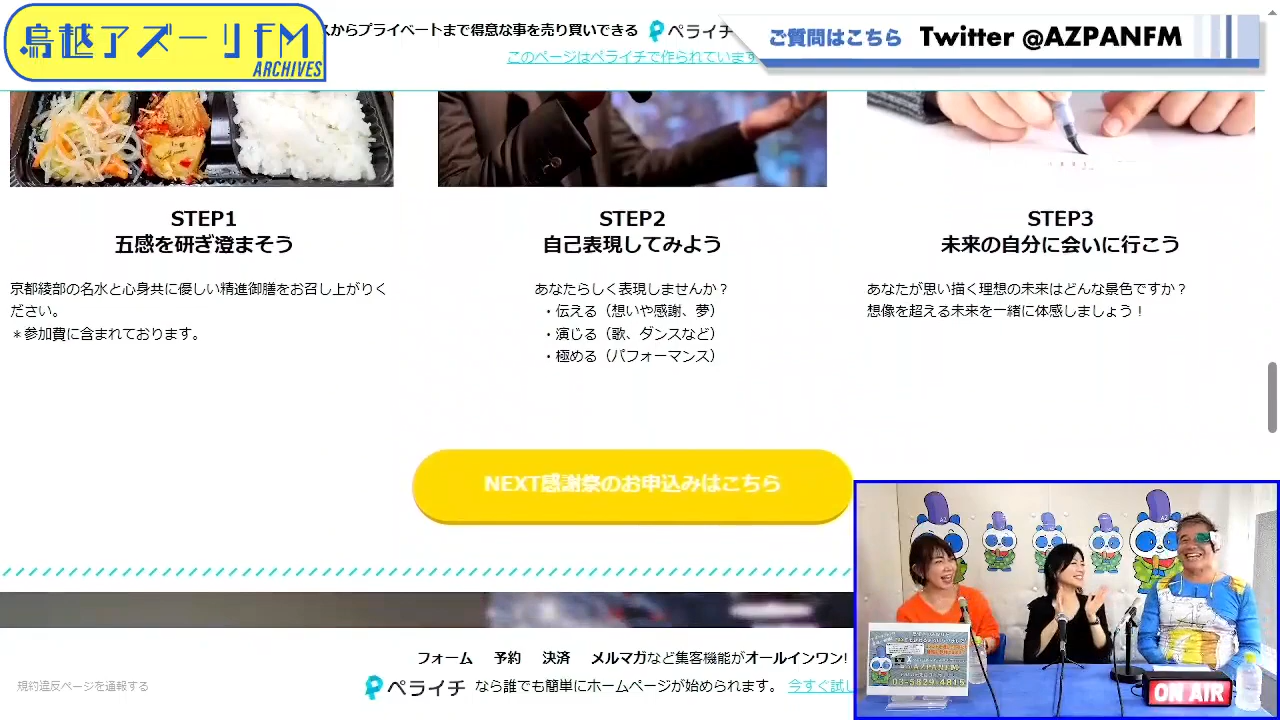 鳥越アズーリFM
ARCHIVES
スからプライベートまで得意な事を売り買いできる
ペライチ
このページはペライチで作られています
ご質問はこちら Twitter @AZPANFM
STEP1
五感を研ぎ澄まそう
京都綾部の名水と心身共に優しい精進御膳をお召し上がりく
ださい。
＊参加費に含まれております。
STEP2
自己表現してみよう
あなたらしく表現しませんか？
・伝える（想いや感謝、夢）
・演じる（歌、ダンスなど）
・極める（パフォーマンス）
STEP3
未来の自分に会いに行こう
あなたが思い描く理想の未来はどんな景色ですか？
想像を超える未来を一緒に体感しましょう！
NEXT感謝祭のお申込みはこちら
フォーム 予約 決済 メルマガなど集客機能がオールインワン!
規約違反ページを通報する
ペライチ なら誰でも簡単にホームページが始められます。 今すぐ試し
@AZPANFM
03-5829-4815
ON AIR